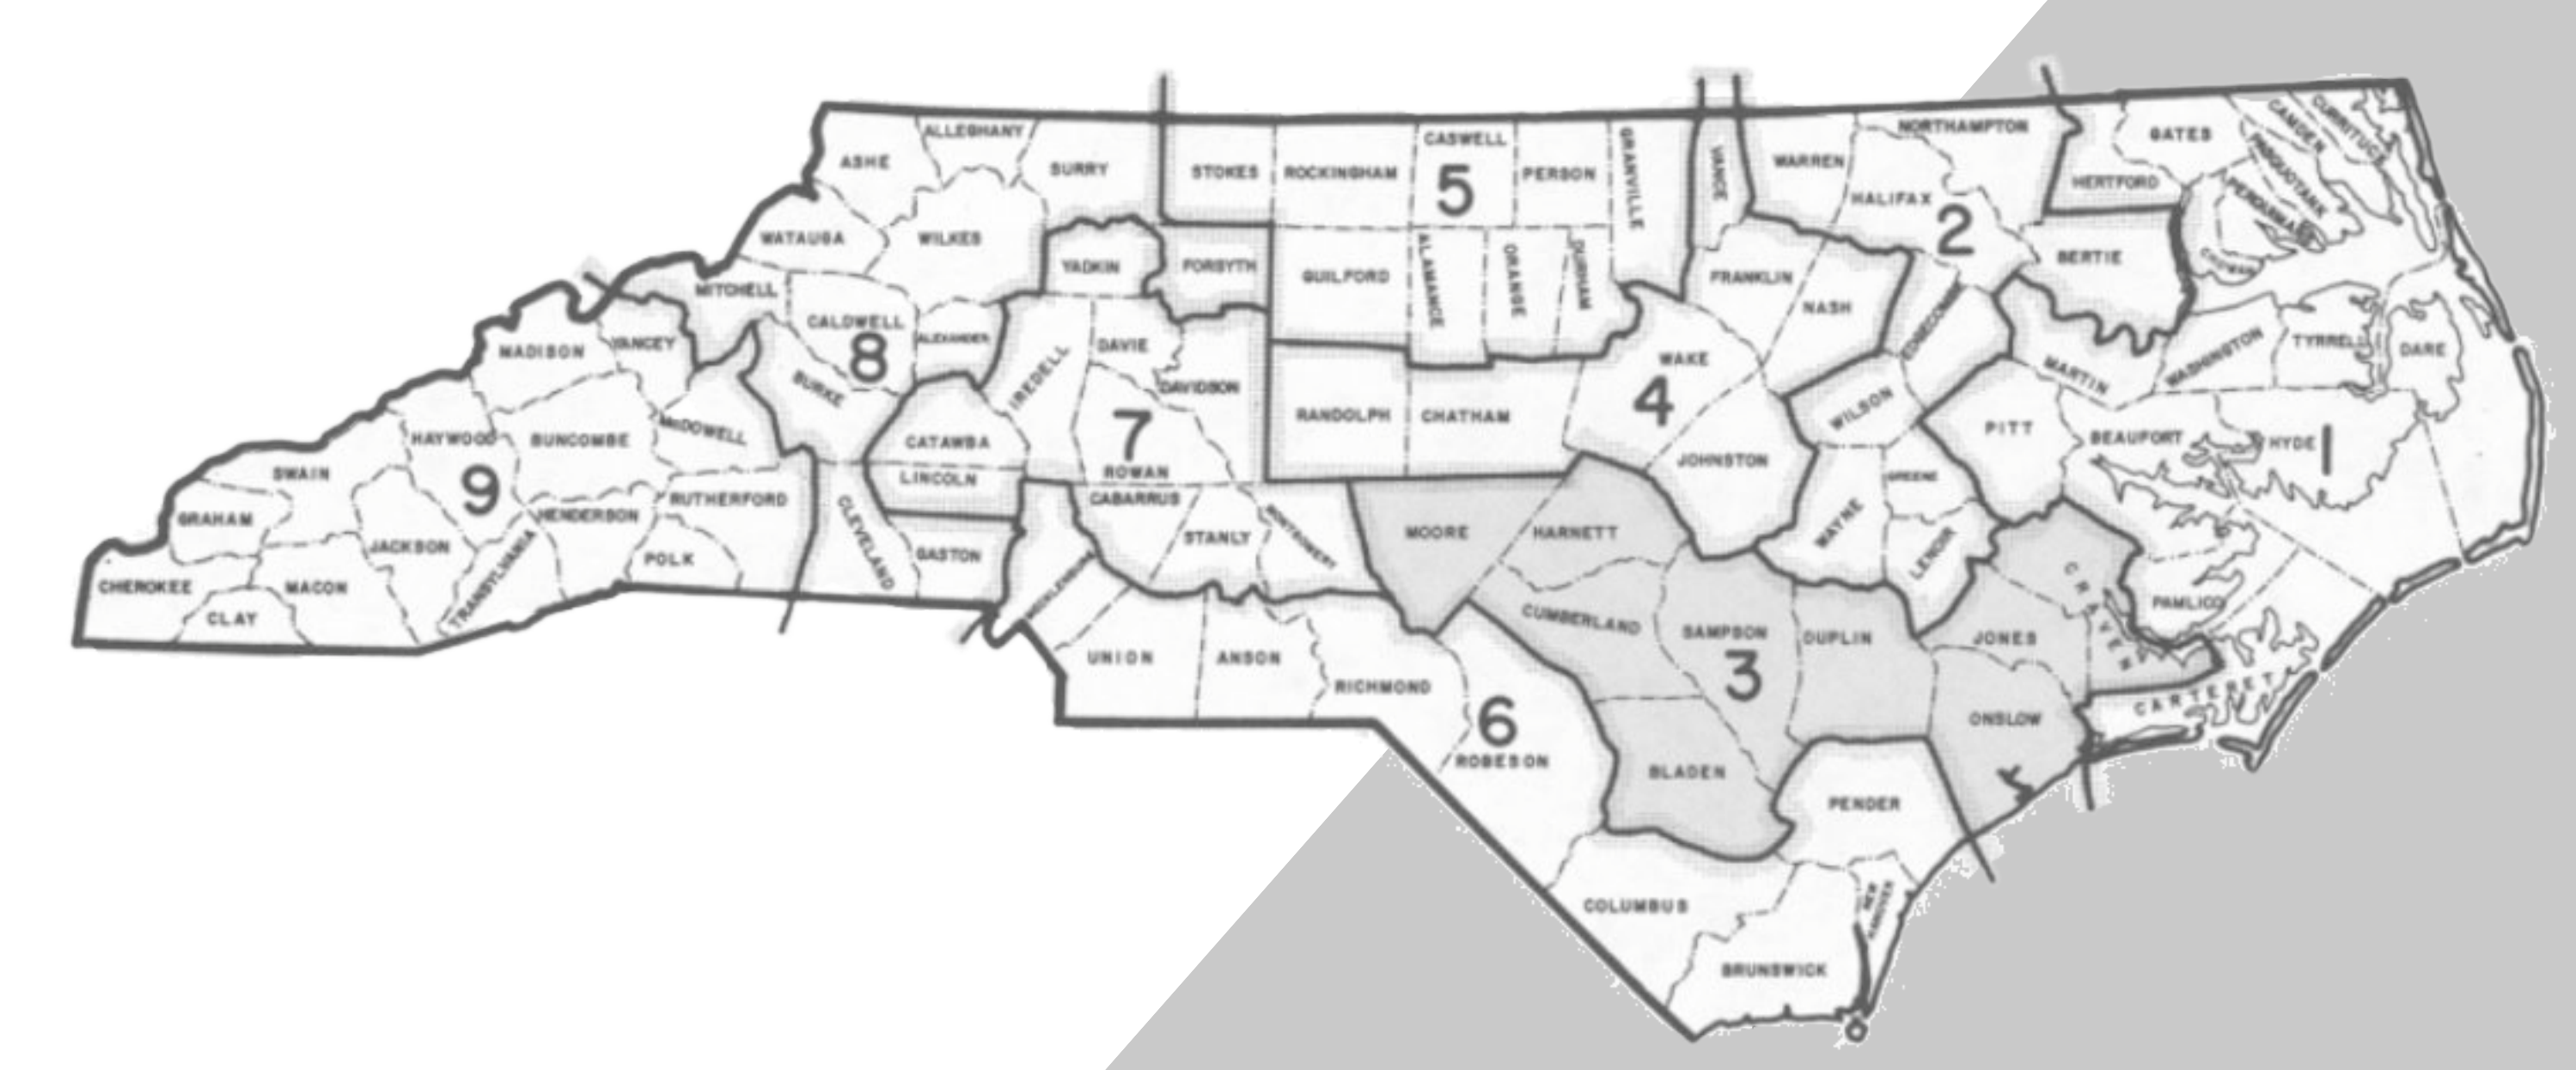 ALLEGHANY
ASHE
SURRY
WATAUGA
WILKES
MITCHELL
CALDWELL
ALEXANDER
8
BURKE
CLEVELAND
GASTON
STOKES
ROCKINGHAM
CASWELL
5
PERSON
GRANVILLE
GUILFORD
ALAMANCE
ORANGE
DURHAM
VANCE
FRANKLIN
NASH
WAKE
4
RANDOLPH
CHATHAM
JOHNSTON
WARREN
NORTHAMPTON
HALIFAX
2
BERTIE
EDGECOMBE
WILSON
GREENE
WAYNE
LENOIR
GATES
CAMDEN
CURRITUCK
HERTFORD
PASQUOTANK
PERQUIMANS
CHOWAN
MARTIN
WASHINGTON
TYRRELL
DARE
PITT
BEAUFORT
HYDE
1
PAMLICO
CARTERET
YADKIN
FORSYTH
IREDELL
DAVIE
DAVIDSON
CATAWBA
7
LINCOLN
ROWAN
CABARRUS
STANLY
MONTGOMERY
MADISON
YANCEY
HAYWOOD
BUNCOMBE
McDOWELL
SWAIN
9
RUTHERFORD
GRAHAM
HENDERSON
JACKSON
TRANSYLVANIA
POLK
CHEROKEE
MACON
CLAY
MOORE
HARNETT
CUMBERLAND
SAMPSON
3
DUPLIN
JONES
CRAVEN
ONSLOW
BLADEN
MECKLENBURG
UNION
ANSON
RICHMOND
6
ROBESON
PENDER
COLUMBUS
NEW
HANOVER
BRUNSWICK